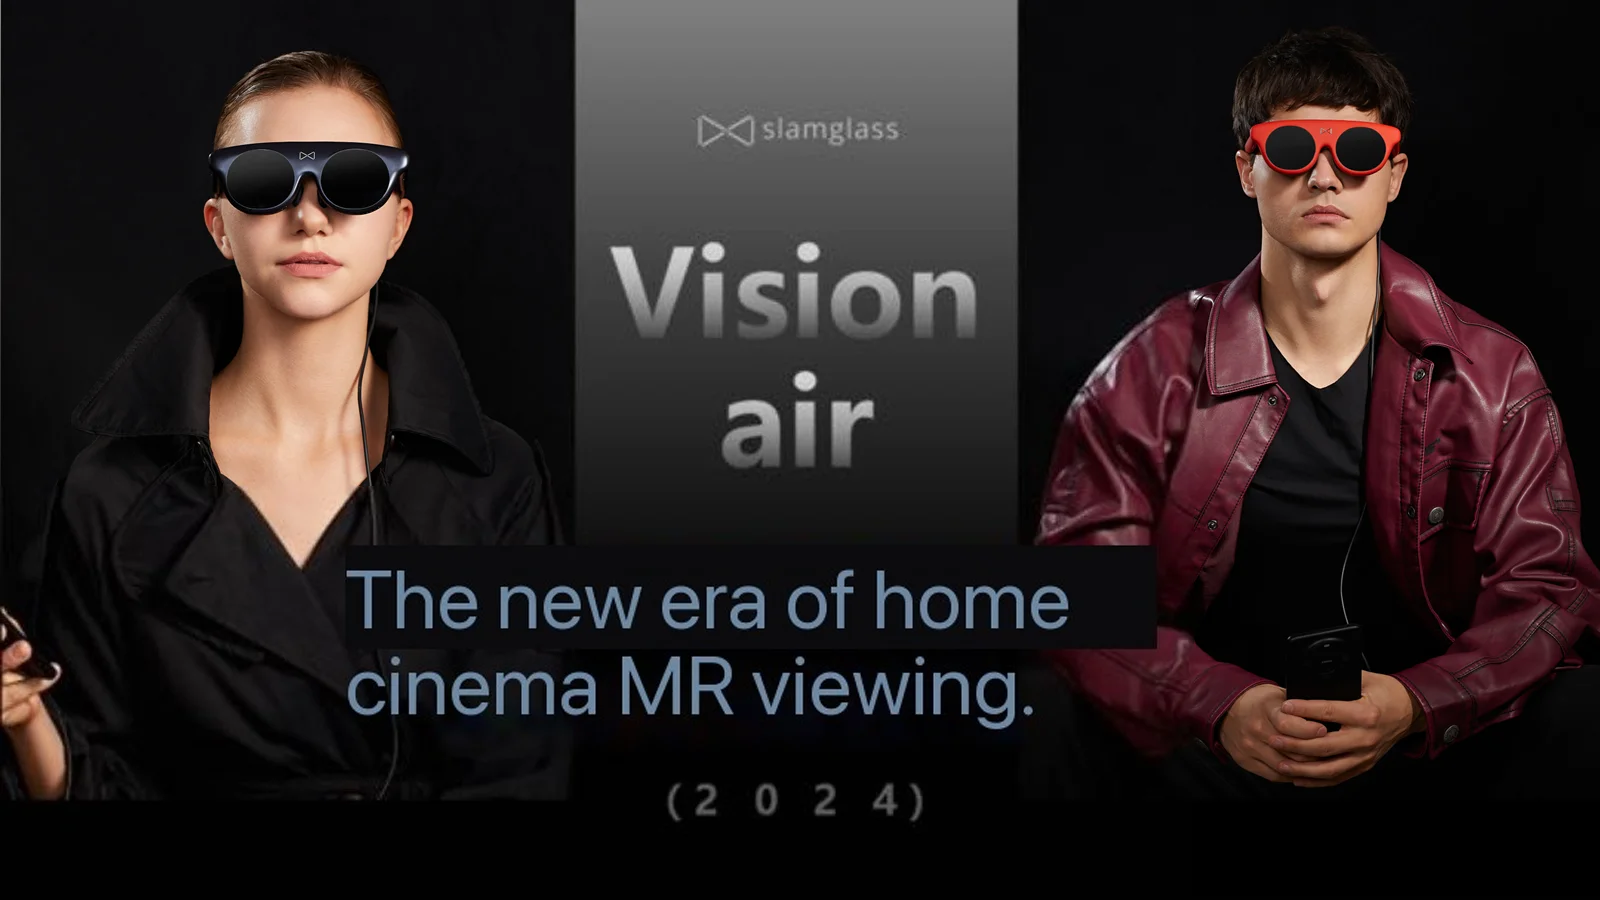 slamglass
Vision
air
The new era of home
cinema MR viewing.
(2 0 2 4)